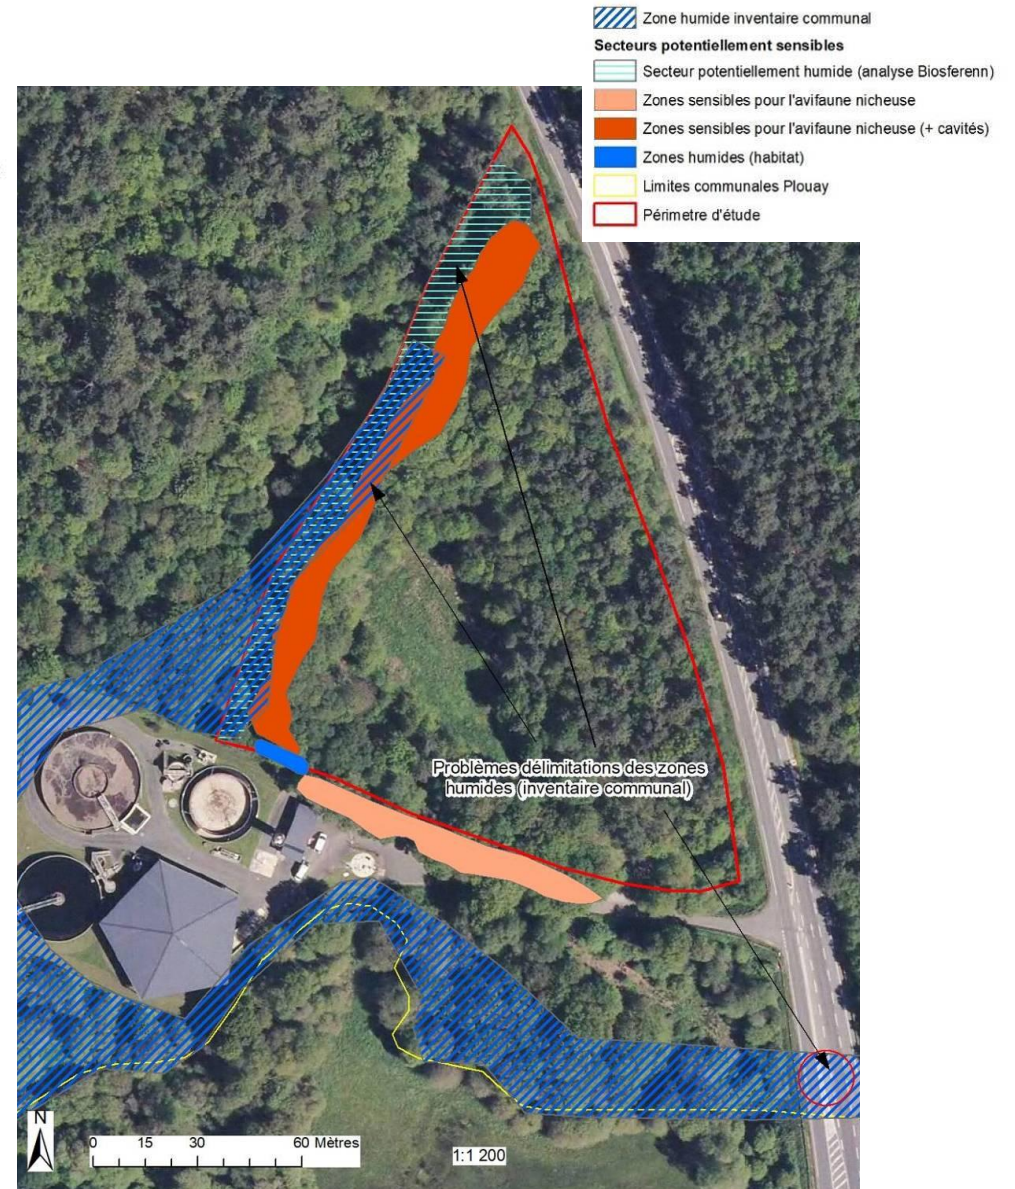 Zone humide inventaire communal
Secteurs potentiellement sensibles
Secteur potentiellement humide (analyse Biosferenn)
Zones sensibles pour l'avifaune nicheuse
Zones sensibles pour l'avifaune nicheuse (+ cavités)
Zones humides (habitat)
Limites communales Plouay
Périmetre d'étude
Problèmes délimitations des zones
humides (inventaire communal)
N
0 15 30 60 Mètres
1:1 200